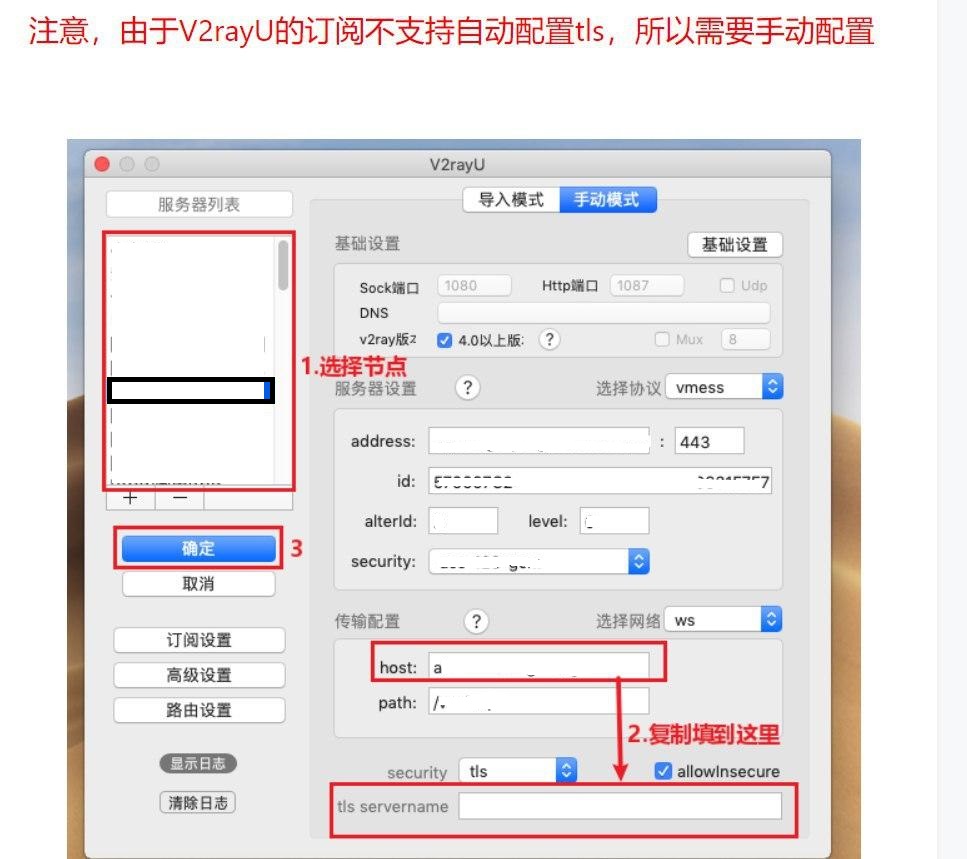 注意，由于V2rayU的订阅不支持自动配置tls，所以需要手动配置
V2rayU
服务器列表
导入模式 手动模式
基础设置 基础设置
Sock端口 1080 Http端口 1087 Udp
DNS
v2ray版z 4.0以上版: ? Mux 8
1.选择节点
服务器设置 ? 选择协议 vmess
address: : 443
id:
alterId: level:
security:
+ −
确定 3
取消
传输配置 ? 选择网络 ws
订阅设置
host: a
高级设置
path: /
路由设置
2.复制填到这里
显示日志
security tls allowInsecure
清除日志
tls servername